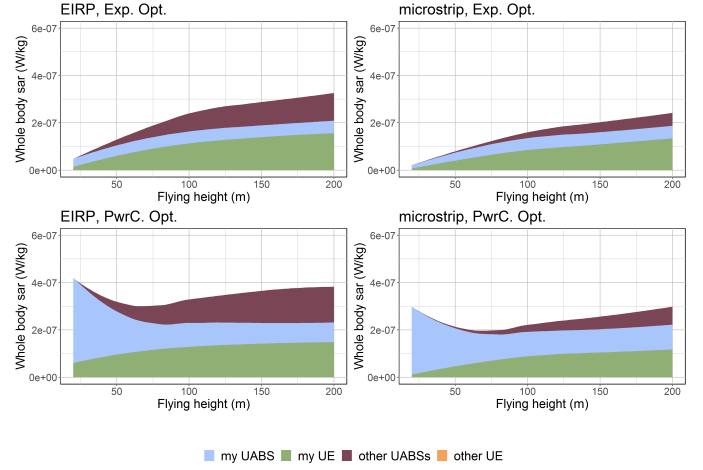 EIRP, Exp. Opt.
microstrip, Exp. Opt.
Whole body sar (W/kg)
6e-07
4e-07
2e-07
0e+00
50
100
150
200
Flying height (m)
Whole body sar (W/kg)
6e-07
4e-07
2e-07
0e+00
50
100
150
200
Flying height (m)
EIRP, PwrC. Opt.
microstrip, PwrC. Opt.
Whole body sar (W/kg)
6e-07
4e-07
2e-07
0e+00
50
100
150
200
Flying height (m)
Whole body sar (W/kg)
6e-07
4e-07
2e-07
0e+00
50
100
150
200
Flying height (m)
my UABS my UE other UABSs other UE